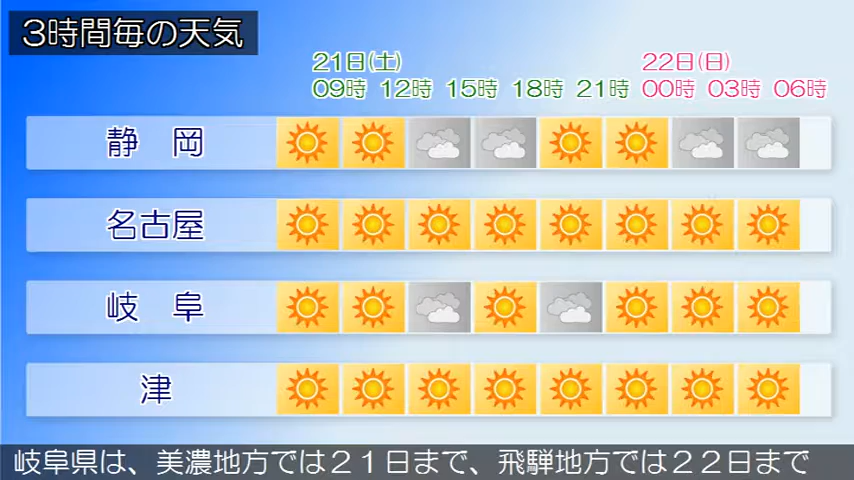 3時間毎の天気
21日(土) 22日(日)
09時 12時 15時 18時 21時 00時 03時 06時
静　岡
名古屋
岐　阜
津
岐阜県は、美濃地方では２１日まで、飛騨地方では２２日まで